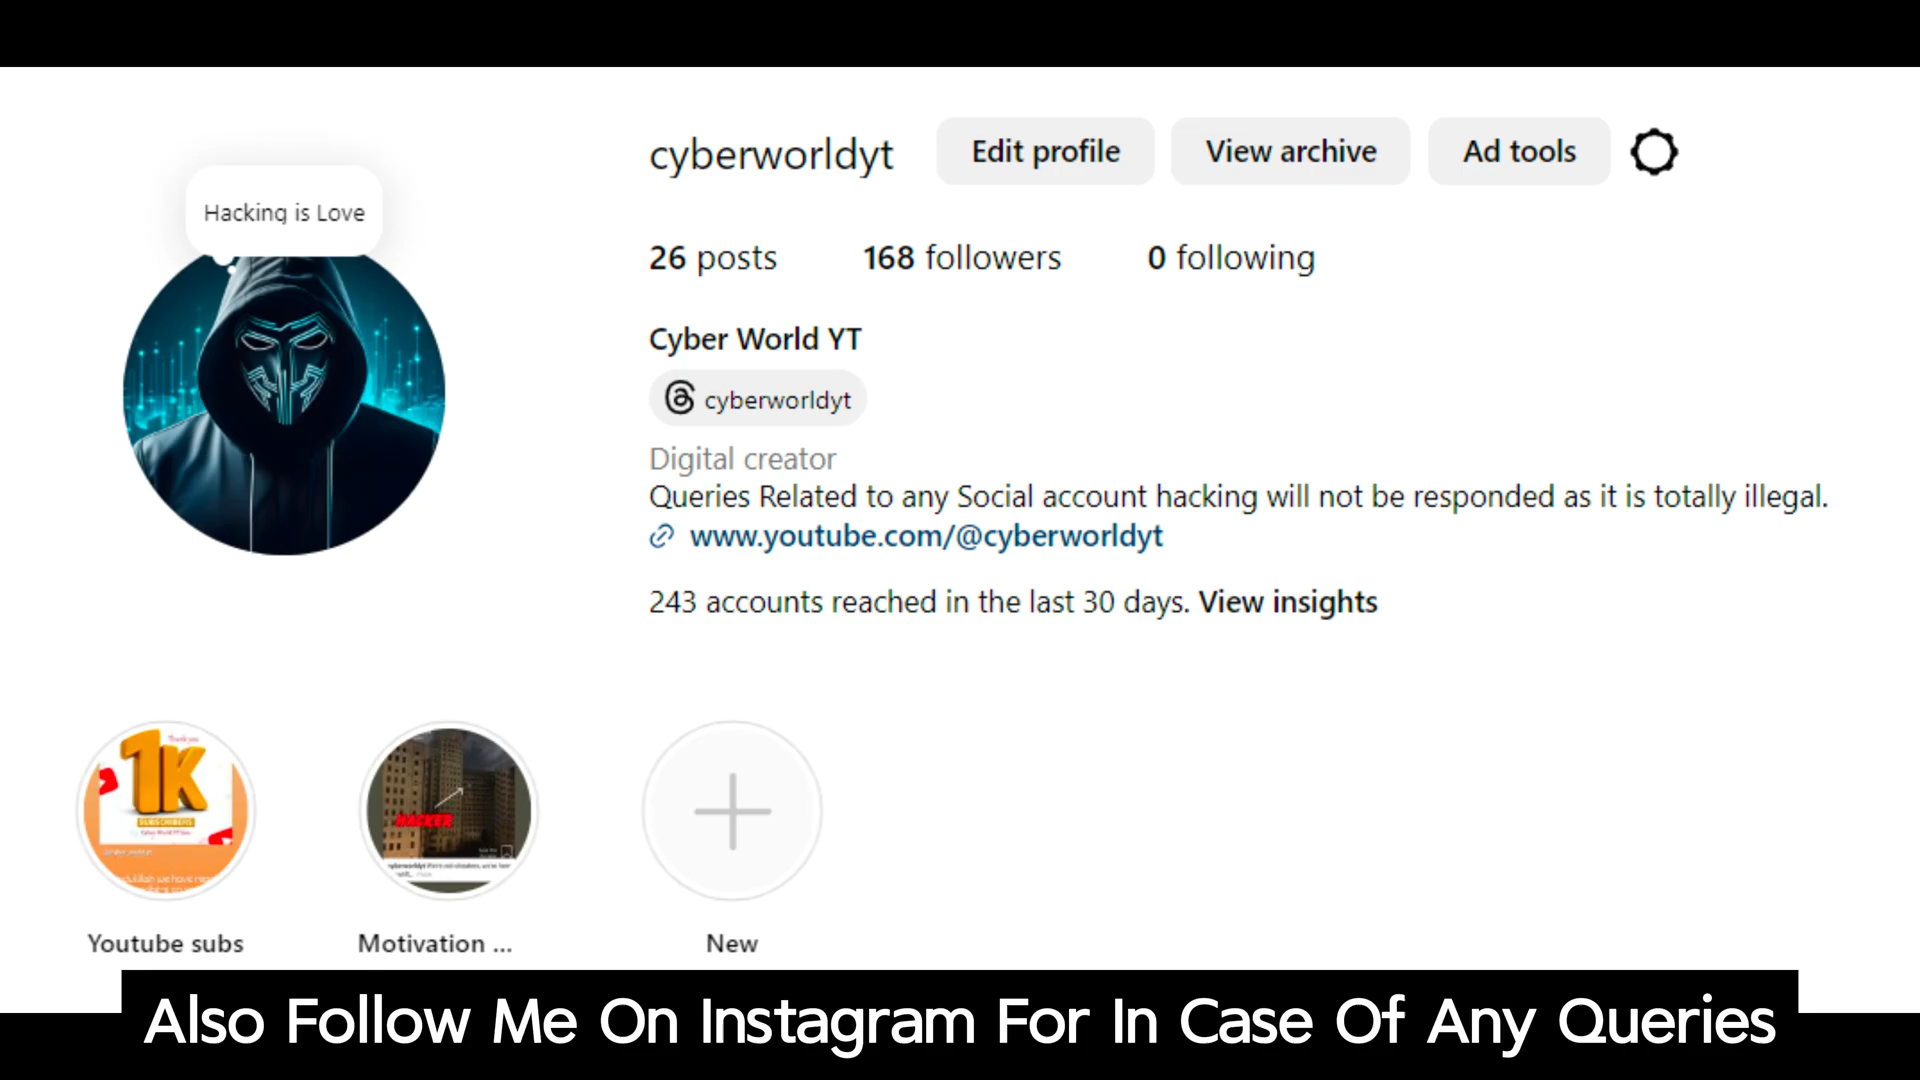 cyberworldyt Edit profile View archive Ad tools
Hacking is Love
26 posts 168 followers 0 following
Cyber World YT
cyberworldyt
Digital creator
Queries Related to any Social account hacking will not be responded as it is totally illegal.
www.youtube.com/@cyberworldyt
243 accounts reached in the last 30 days. View insights
Thank you
1K
SUBSCRIBERS
HACKER
Youtube subs Motivation ... New
Also Follow Me On Instagram For In Case Of Any Queries